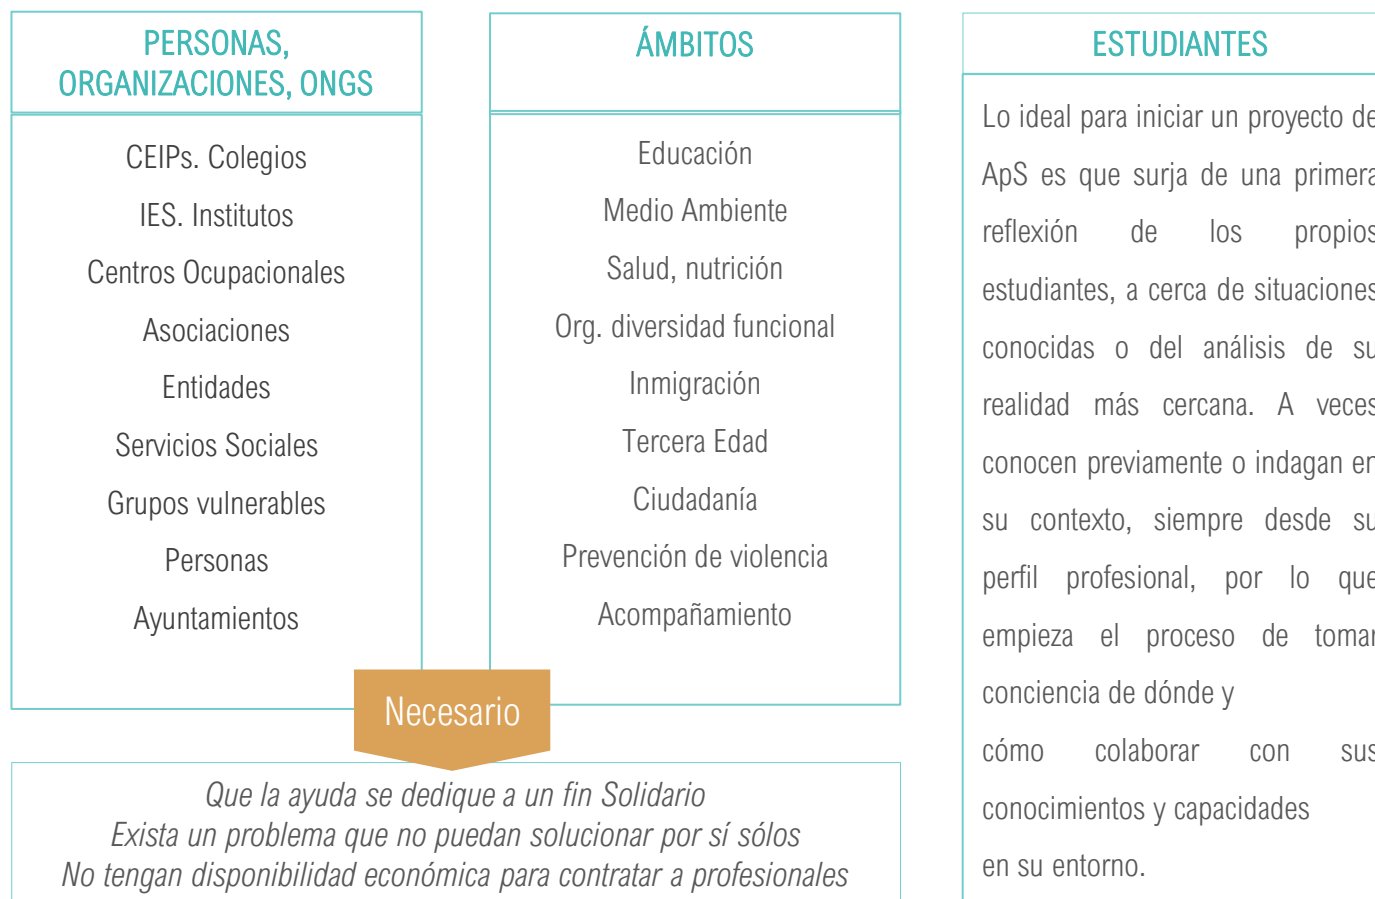 PERSONAS,
ORGANIZACIONES, ONGS
CEIPs. Colegios
IES. Institutos
Centros Ocupacionales
Asociaciones
Entidades
Servicios Sociales
Grupos vulnerables
Personas
Ayuntamientos
ÁMBITOS
Educación
Medio Ambiente
Salud, nutrición
Org. diversidad funcional
Inmigración
Tercera Edad
Ciudadanía
Prevención de violencia
Acompañamiento
Necesario
Que la ayuda se dedique a un fin Solidario
Exista un problema que no puedan solucionar por sí sólos
No tengan disponibilidad económica para contratar a profesionales
ESTUDIANTES
Lo ideal para iniciar un proyecto de
ApS es que surja de una primera
reflexión de los propios
estudiantes, a cerca de situaciones
conocidas o del análisis de su
realidad más cercana. A veces
conocen previamente o indagan en
su contexto, siempre desde su
perfil profesional, por lo que
empieza el proceso de tomar
conciencia de dónde y
cómo colaborar con sus
conocimientos y capacidades
en su entorno.